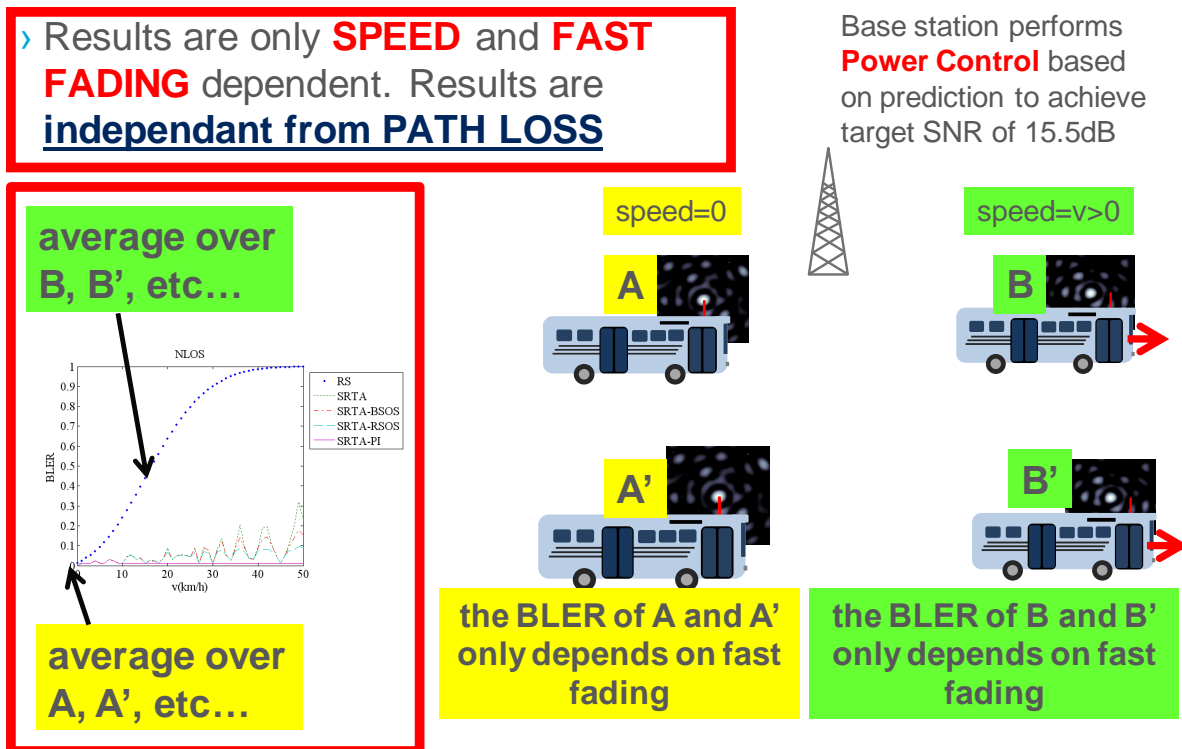 › Results are only SPEED and FAST
FADING dependent. Results are
independant from PATH LOSS
Base station performs
Power Control based
on prediction to achieve
target SNR of 15.5dB
average over
B, B’, etc…
NLOS
1
0.9
0.8
0.7
0.6
0.5
0.4
0.3
0.2
0.1
0
BLER
0 10 20 30 40 50
v(km/h)
RS
SRTA
SRTA-BSOS
SRTA-RSOS
SRTA-PI
average over
A, A’, etc…
speed=0
A
A’
the BLER of A and A’
only depends on fast
fading
speed=v>0
B
B’
the BLER of B and B’
only depends on fast
fading